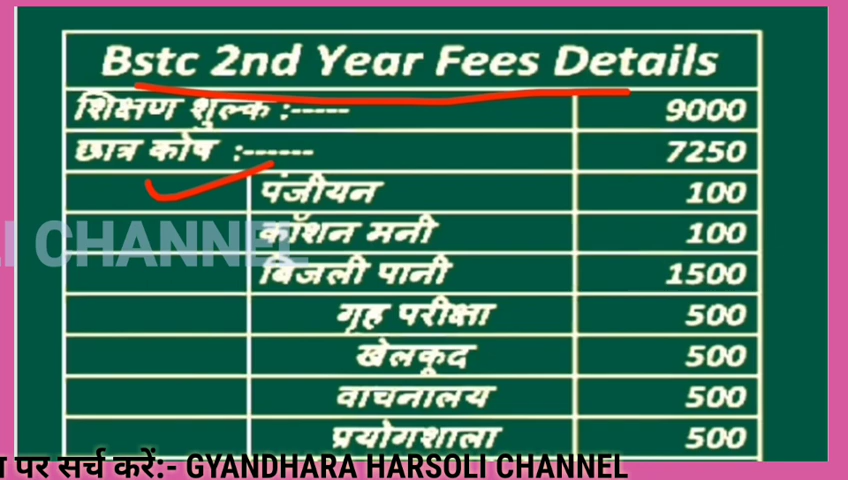 Bstc 2nd Year Fees Details
शिक्षण शुल्क :----- 9000
छात्र कोष :------ 7250
पंजीयन 100
कॉशन मनी 100
बिजली पानी 1500
गृह परीक्षा 500
खेलकूद 500
वाचनालय 500
प्रयोगशाला 500
CHANNEL
पर सर्च करें:- GYANDHARA HARSOLI CHANNEL